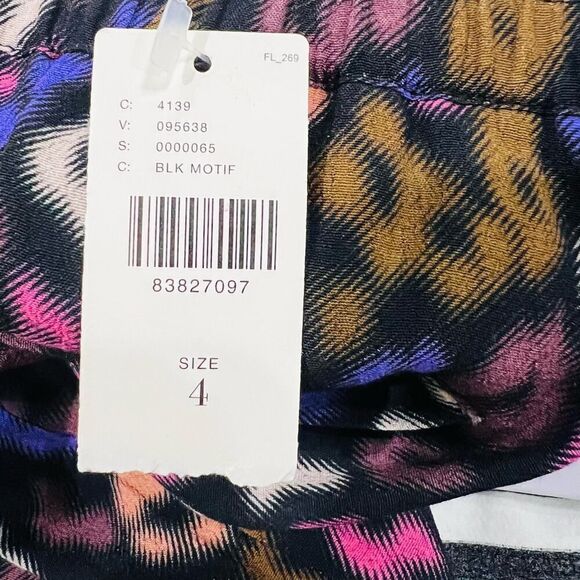 FL_269
C: 4139
V: 095638
S: 0000065
C: BLK MOTIF
83827097
SIZE
4